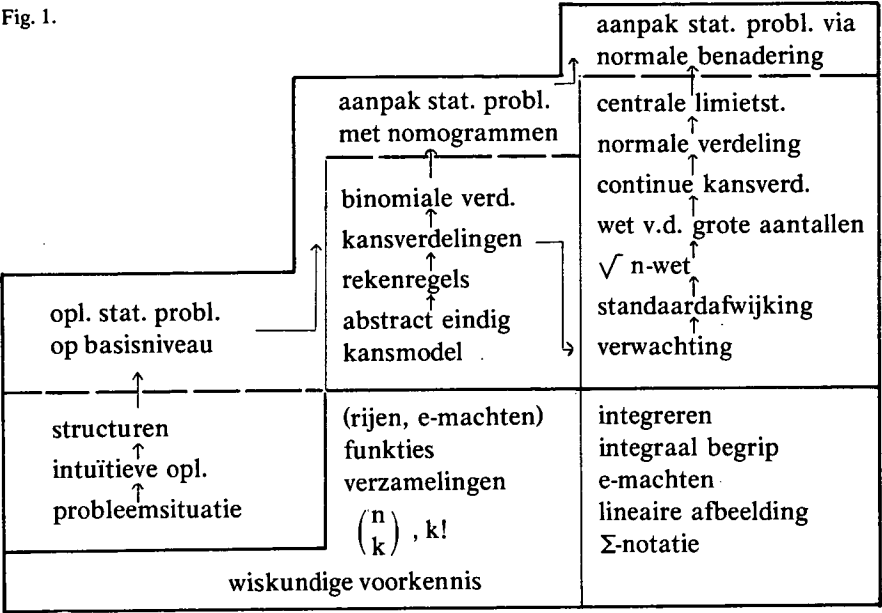 Fig. 1.
opl. stat. probl.
op basisniveau
structuren
intuïtieve opl.
probleemsituatie
aanpak stat. probl.
met nomogrammen
binomiale verd.
kansverdelingen
rekenregels
abstract eindig
kansmodel
(rijen, e-machten)
funkties
verzamelingen
(n k) , k!
aanpak stat. probl. via
normale benadering
centrale limietst.
normale verdeling
continue kansverd.
wet v.d. grote aantallen
√ n-wet
standaardafwijking
verwachting
integreren
integraal begrip
e-machten
lineaire afbeelding
Σ-notatie
wiskundige voorkennis